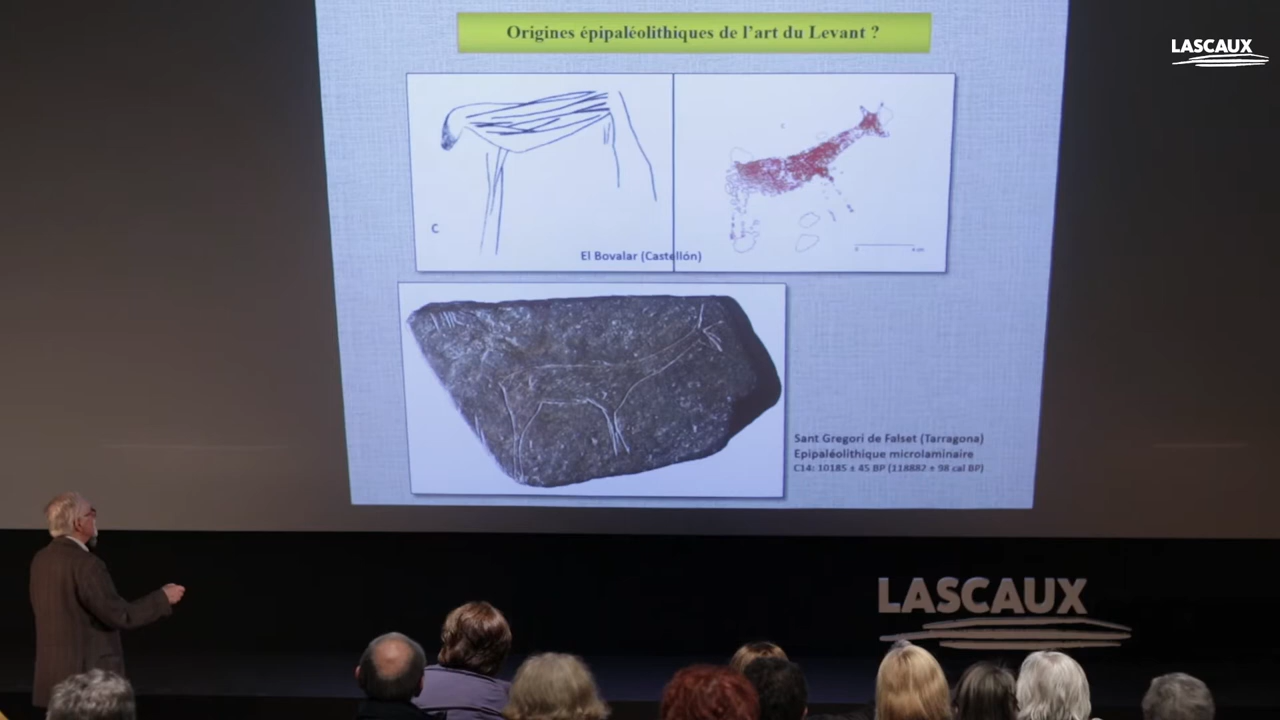 Origines épipaléolithiques de l'art du Levant ?
LASCAUX
C
El Bovalar (Castellón)
Sant Gregori de Falset (Tarragona)
Epipaléolithique microlaminaire
C14: 10185 ± 45 BP (118882 ± 98 cal BP)
LASCAUX